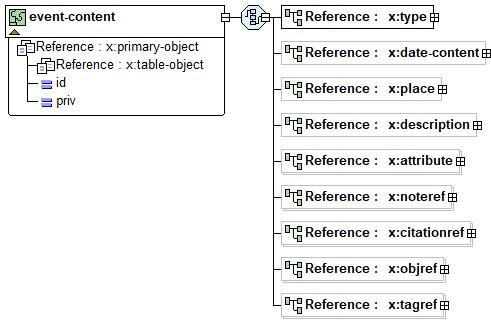 event-content
Reference : x:primary-object
Reference : x:table-object
id
priv
Reference : x:type
Reference : x:date-content
Reference : x:place
Reference : x:description
Reference : x:attribute
Reference : x:noteref
Reference : x:citationref
Reference : x:objref
Reference : x:tagref